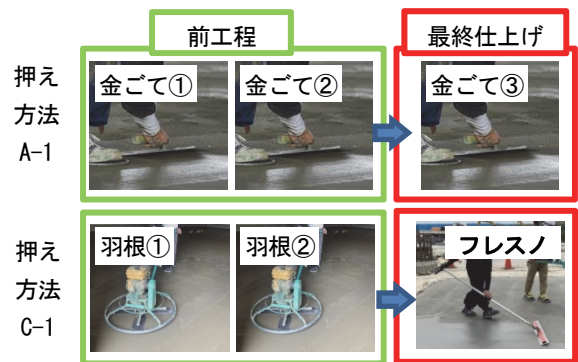 前工程
最終仕上げ
押え
方法
A-1
金ごて①
金ごて②
金ごて③
押え
方法
C-1
羽根①
羽根②
フレスノ